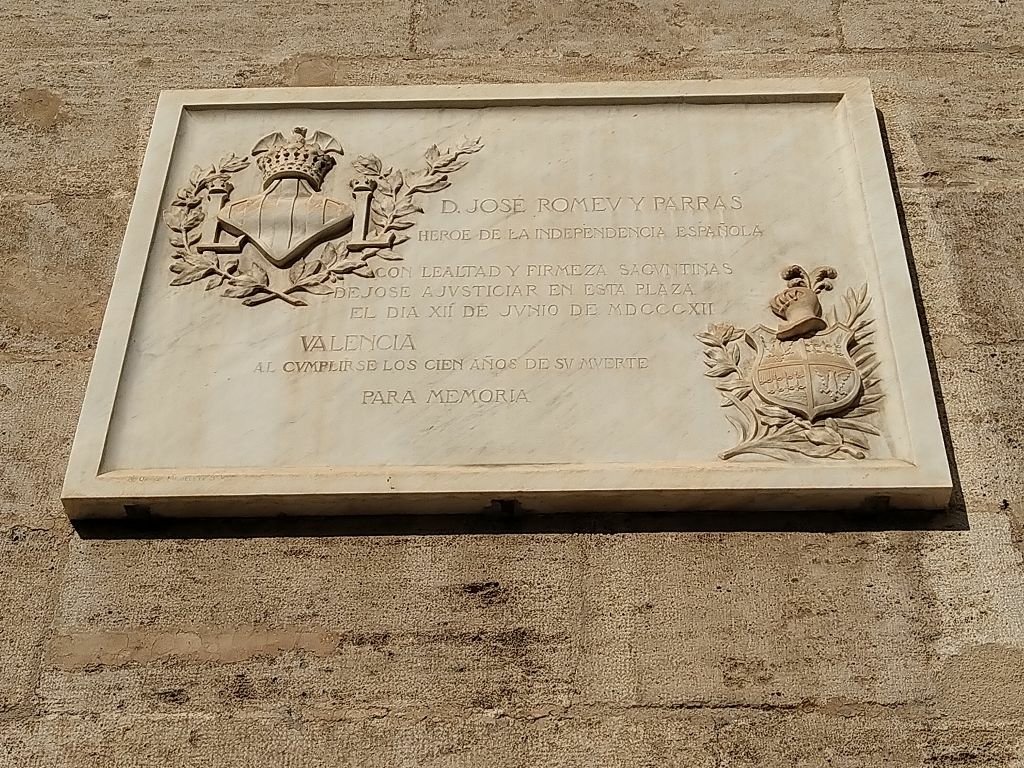 D. JOSÉ ROMEV Y PARRAS
HEROE DE LA INDEPENDENCIA ESPAÑOLA
CON LEALTAD Y FIRMEZA SAGVNTINAS
DEJOSE AJVSTICIAR EN ESTA PLAZA
EL DIA XII DE JVNIO DE MDCCCXII
VALENCIA
AL CVMPLIRSE LOS CIEN AÑOS DE SV MVERTE
PARA MEMORIA